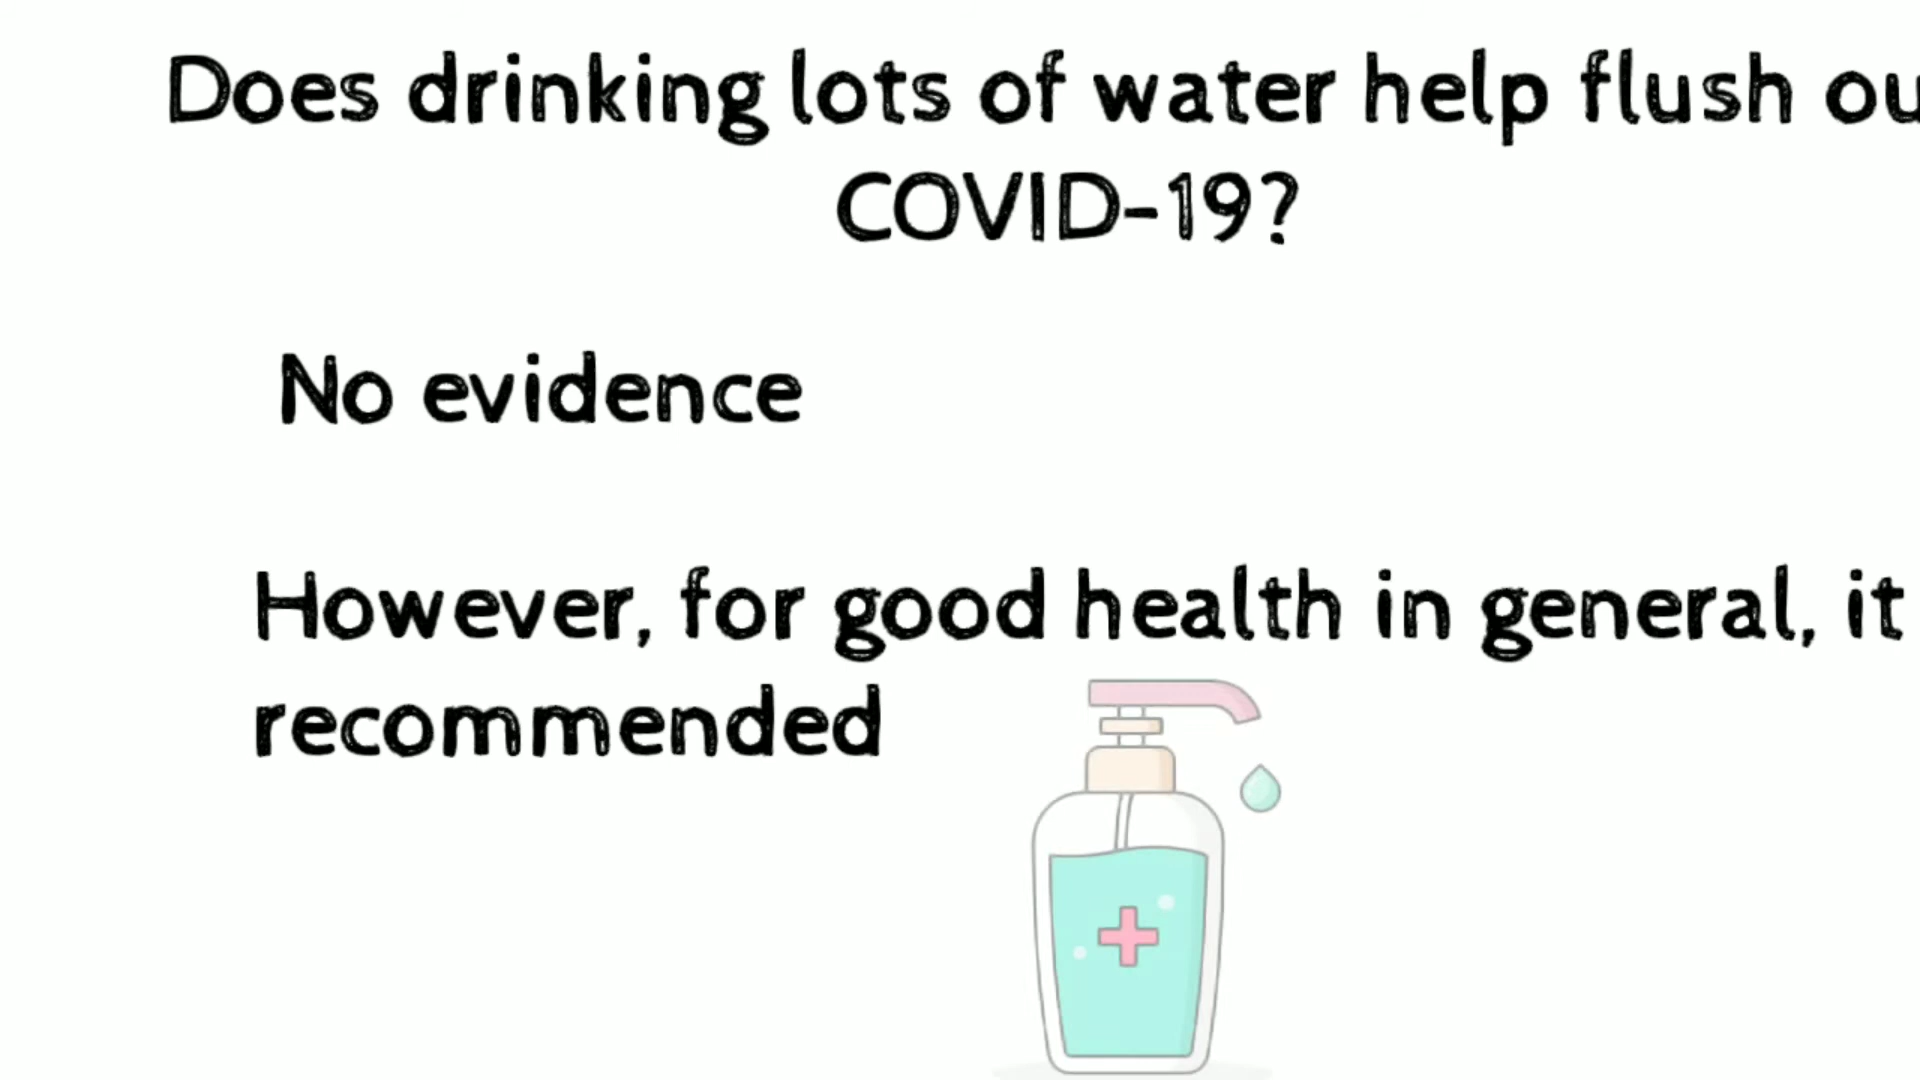 Does drinking lots of water help flush ou
COVID-19?
No evidence
However, for good health in general, it
recommended